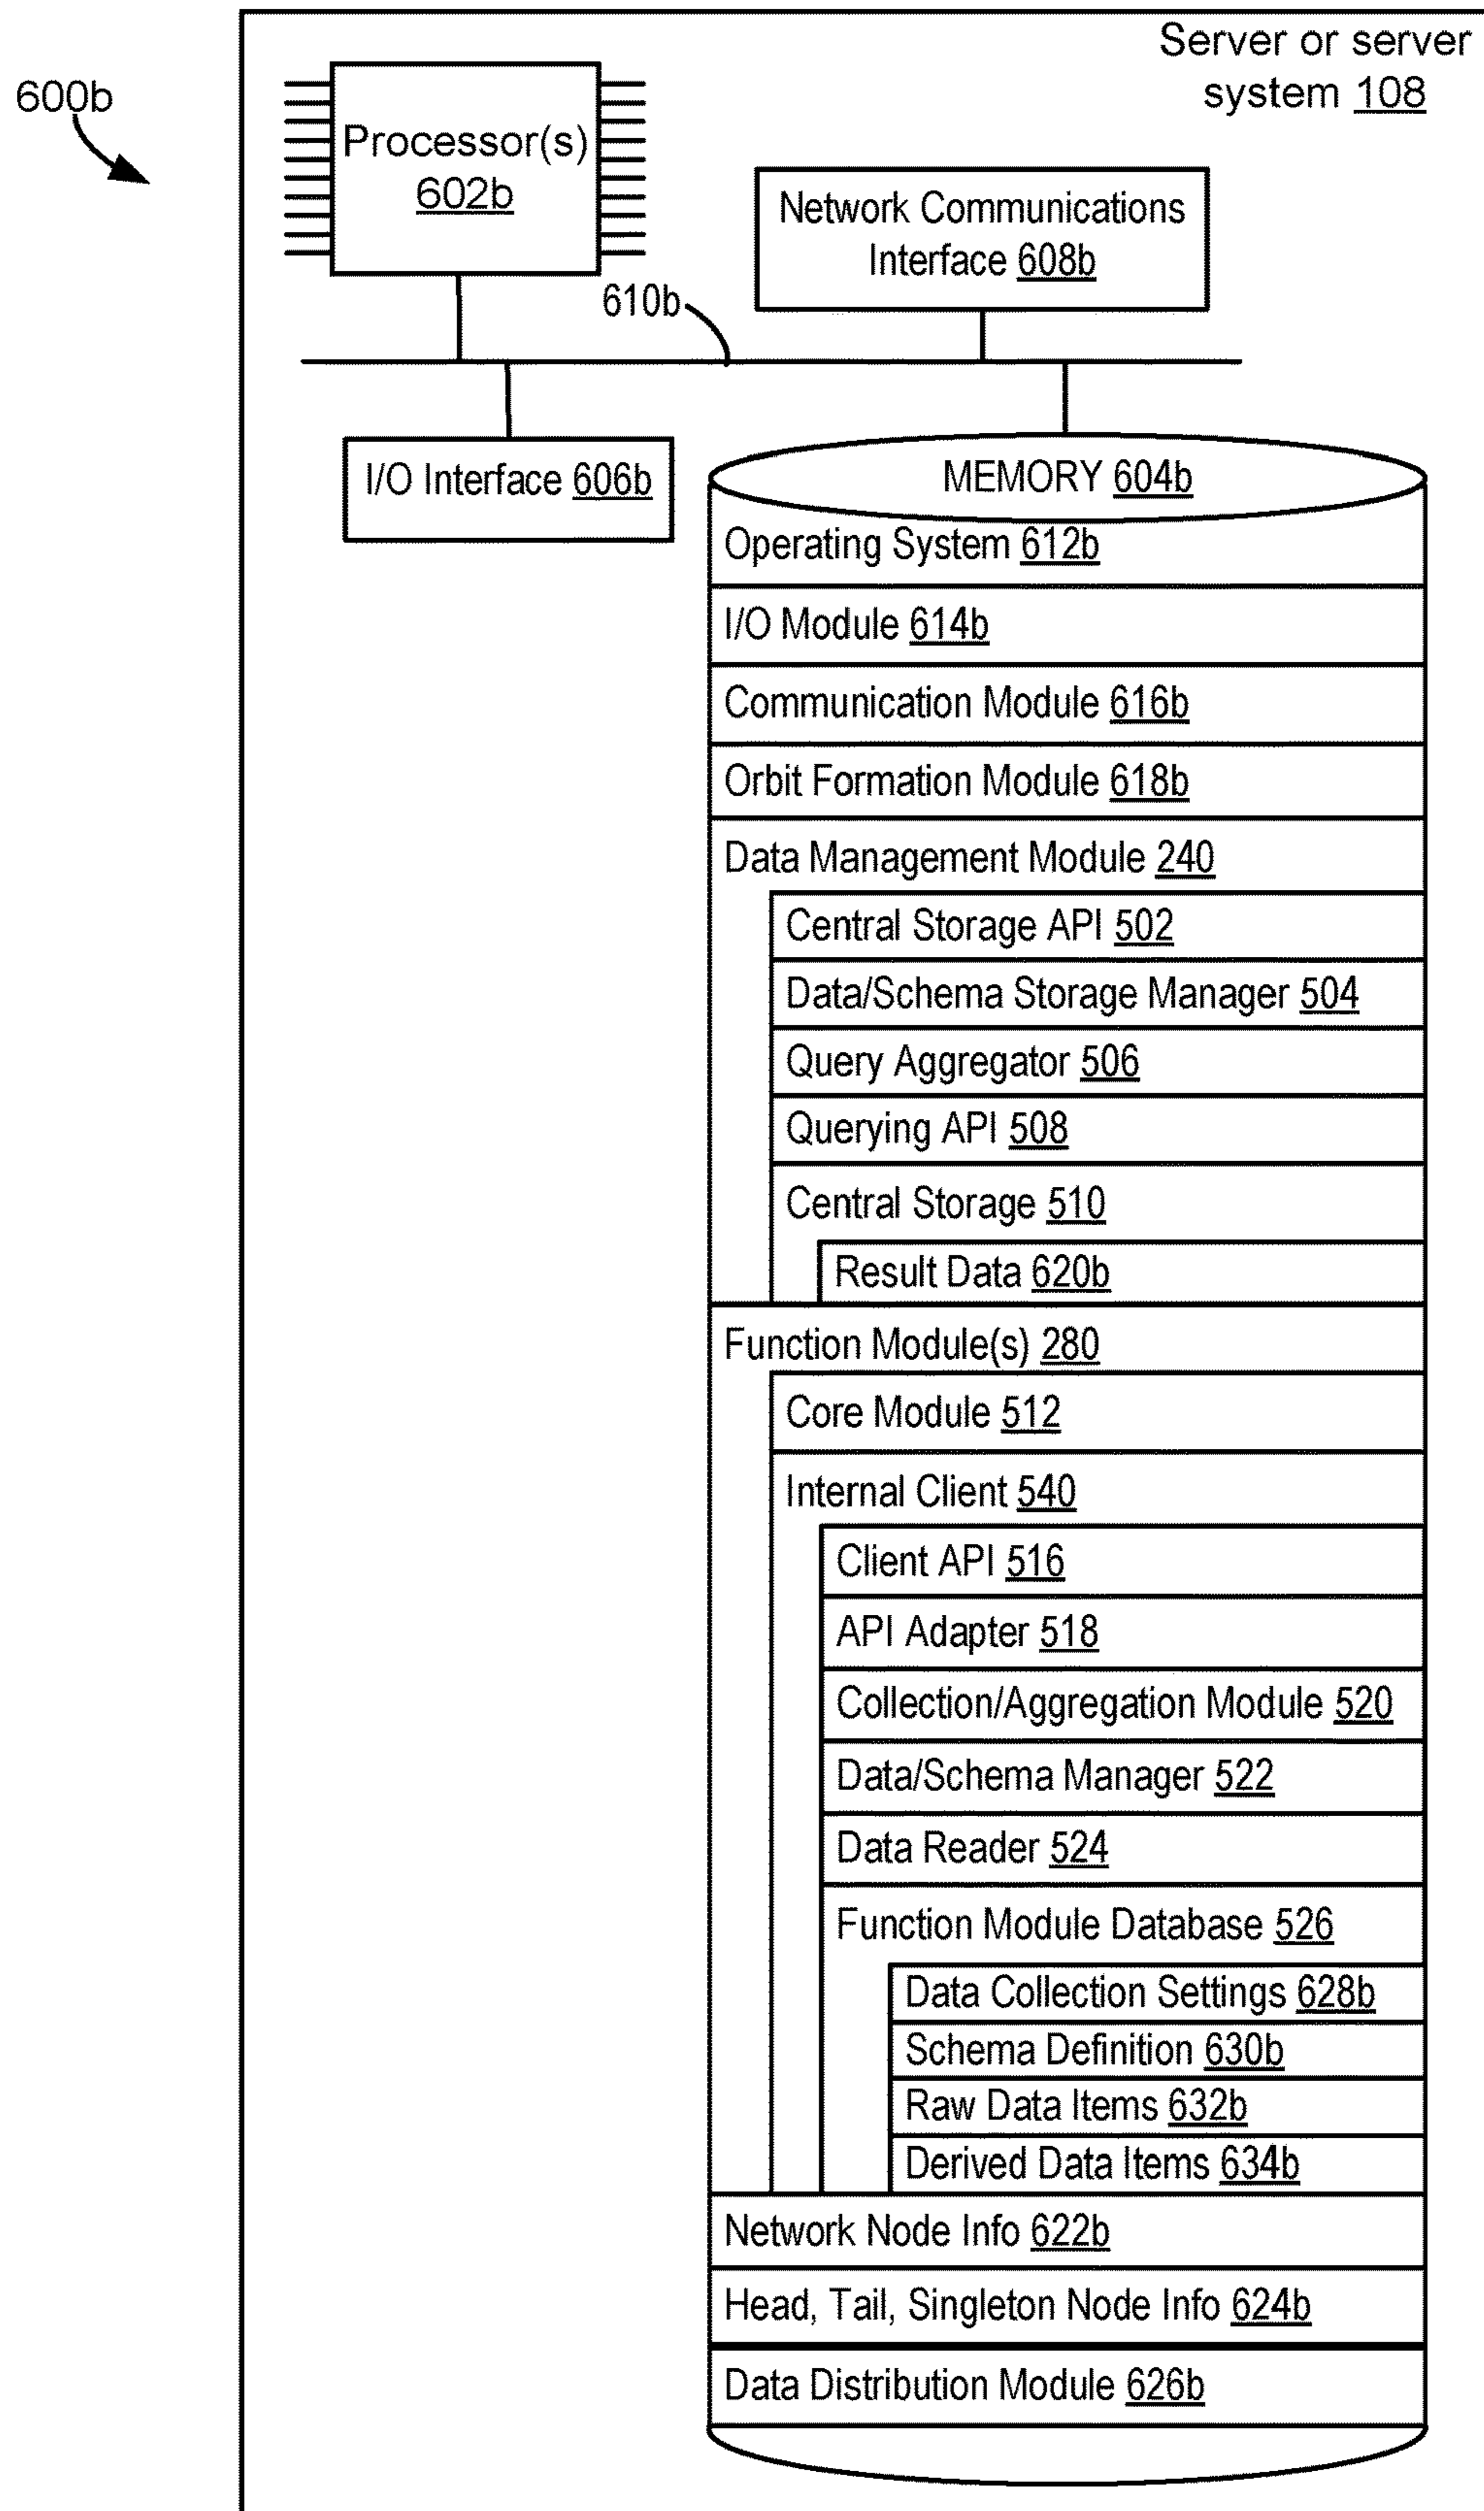 Server or server
system 108
600b
Processor(s)
602b
Network Communications
Interface 608b
610b
I/O Interface 606b
MEMORY 604b
Operating System 612b
I/O Module 614b
Communication Module 616b
Orbit Formation Module 618b
Data Management Module 240
Central Storage API 502
Data/Schema Storage Manager 504
Query Aggregator 506
Querying API 508
Central Storage 510
Result Data 620b
Function Module(s) 280
Core Module 512
Internal Client 540
Client API 516
API Adapter 518
Collection/Aggregation Module 520
Data/Schema Manager 522
Data Reader 524
Function Module Database 526
Data Collection Settings 628b
Schema Definition 630b
Raw Data Items 632b
Derived Data Items 634b
Network Node Info 622b
Head, Tail, Singleton Node Info 624b
Data Distribution Module 626b